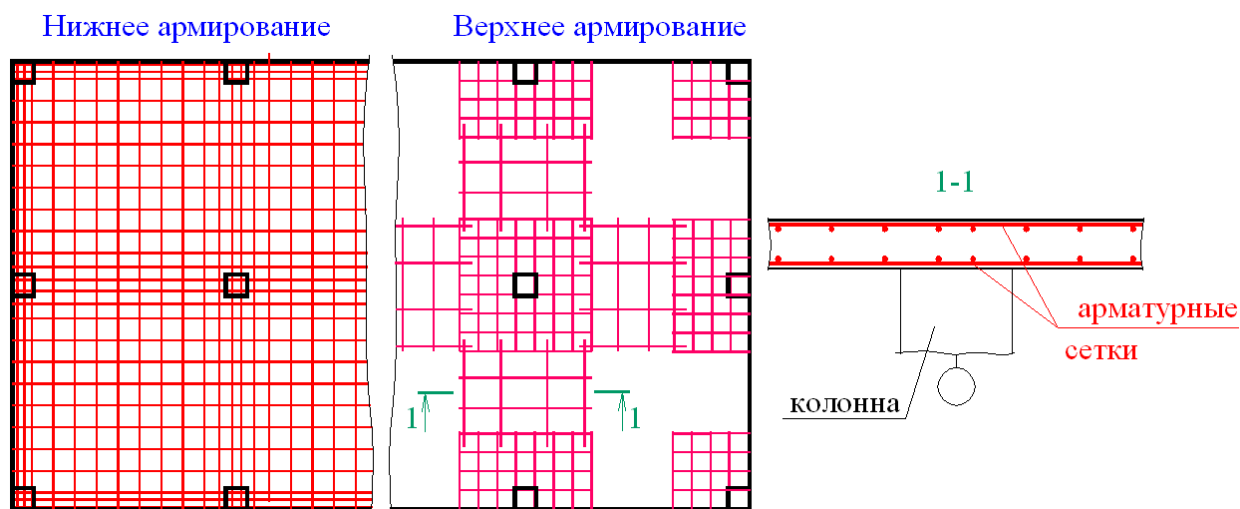 Нижнее армирование
Верхнее армирование
1-1
арматурные
сетки
колонна
1
1